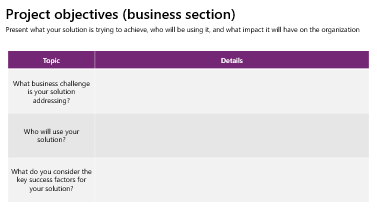 Project objectives (business section)
Present what your solution is trying to achieve, who will be using it, and what impact it will have on the organization
Topic
Details
What business challenge
is your solution
addressing?
Who will use your
solution?
What do you consider the
key success factors for
your solution?